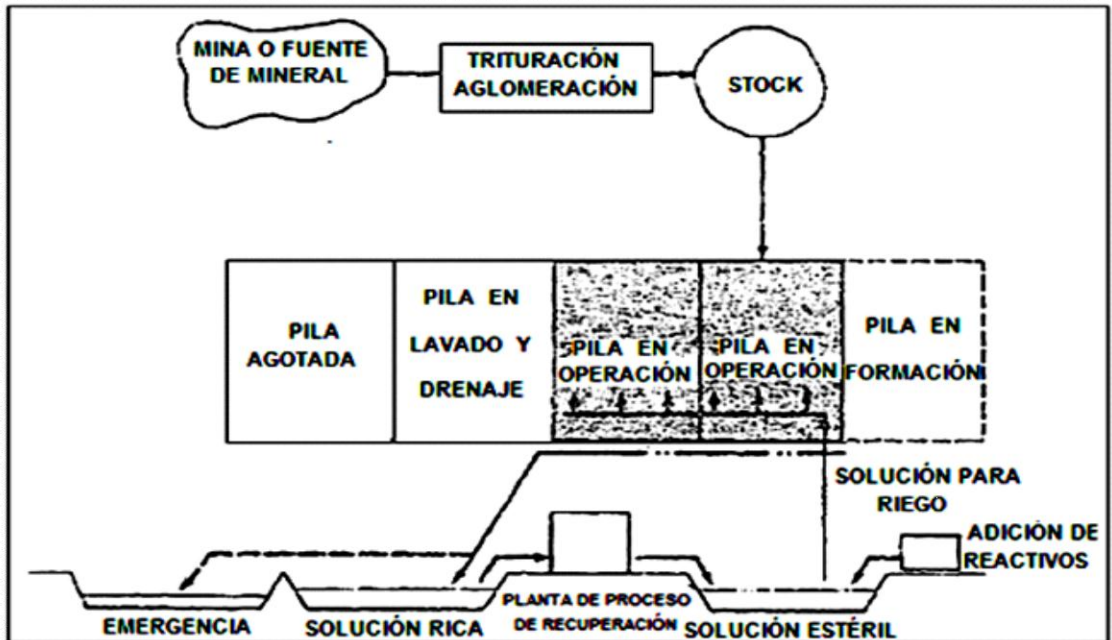 MINA O FUENTE
DE MINERAL
TRITURACIÓN
AGLOMERACIÓN
STOCK
PILA
AGOTADA
PILA EN
LAVADO Y
DRENAJE
PILA EN
OPERACIÓN
PILA EN
OPERACIÓN
PILA EN
FORMACIÓN
SOLUCIÓN PARA
RIEGO
ADICIÓN DE
REACTIVOS
EMERGENCIA
SOLUCIÓN RICA
PLANTA DE PROCESO
DE RECUPERACIÓN
SOLUCIÓN ESTÉRIL